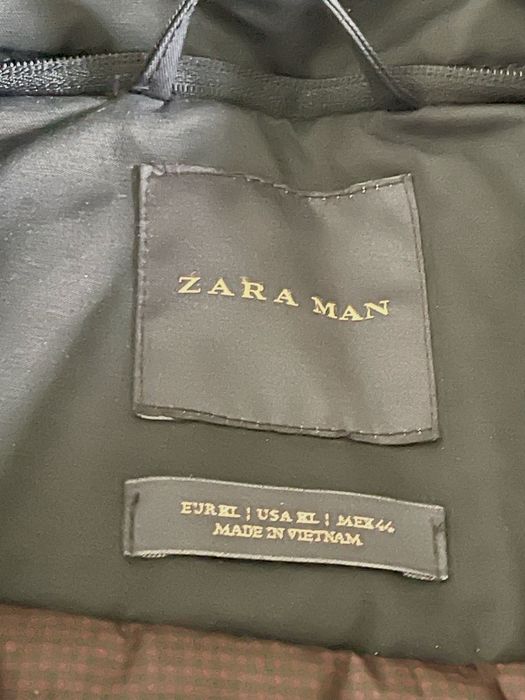 ZARA MAN
EUR XL | USA XL | MEX 44
MADE IN VIETNAM